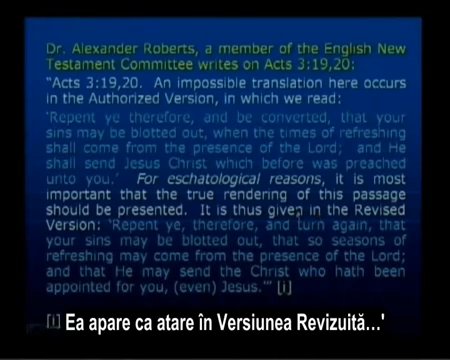 Dr. Alexander Roberts, a member of the English New
Testament Committee writes on Acts 3:19,20:
"Acts 3:19,20. An impossible translation here occurs
in the Authorized Version, in which we read:
'Repent ye therefore, and be converted, that your
sins may be blotted out, when the times of refreshing
shall come from the presence of the Lord; and He
shall send Jesus Christ which before was preached
unto you.' For eschatological reasons, it is most
important that the true rendering of this passage
should be presented. It is thus given in the Revised
Version: 'Repent ye, therefore, and turn again, that
your sins may be blotted out, that so seasons of
refreshing may come from the presence of the Lord;
and that He may send the Christ who hath been
appointed for you, (even) Jesus.'" [i]
[i] Ea apare ca atare în Versiunea Revizuită...'